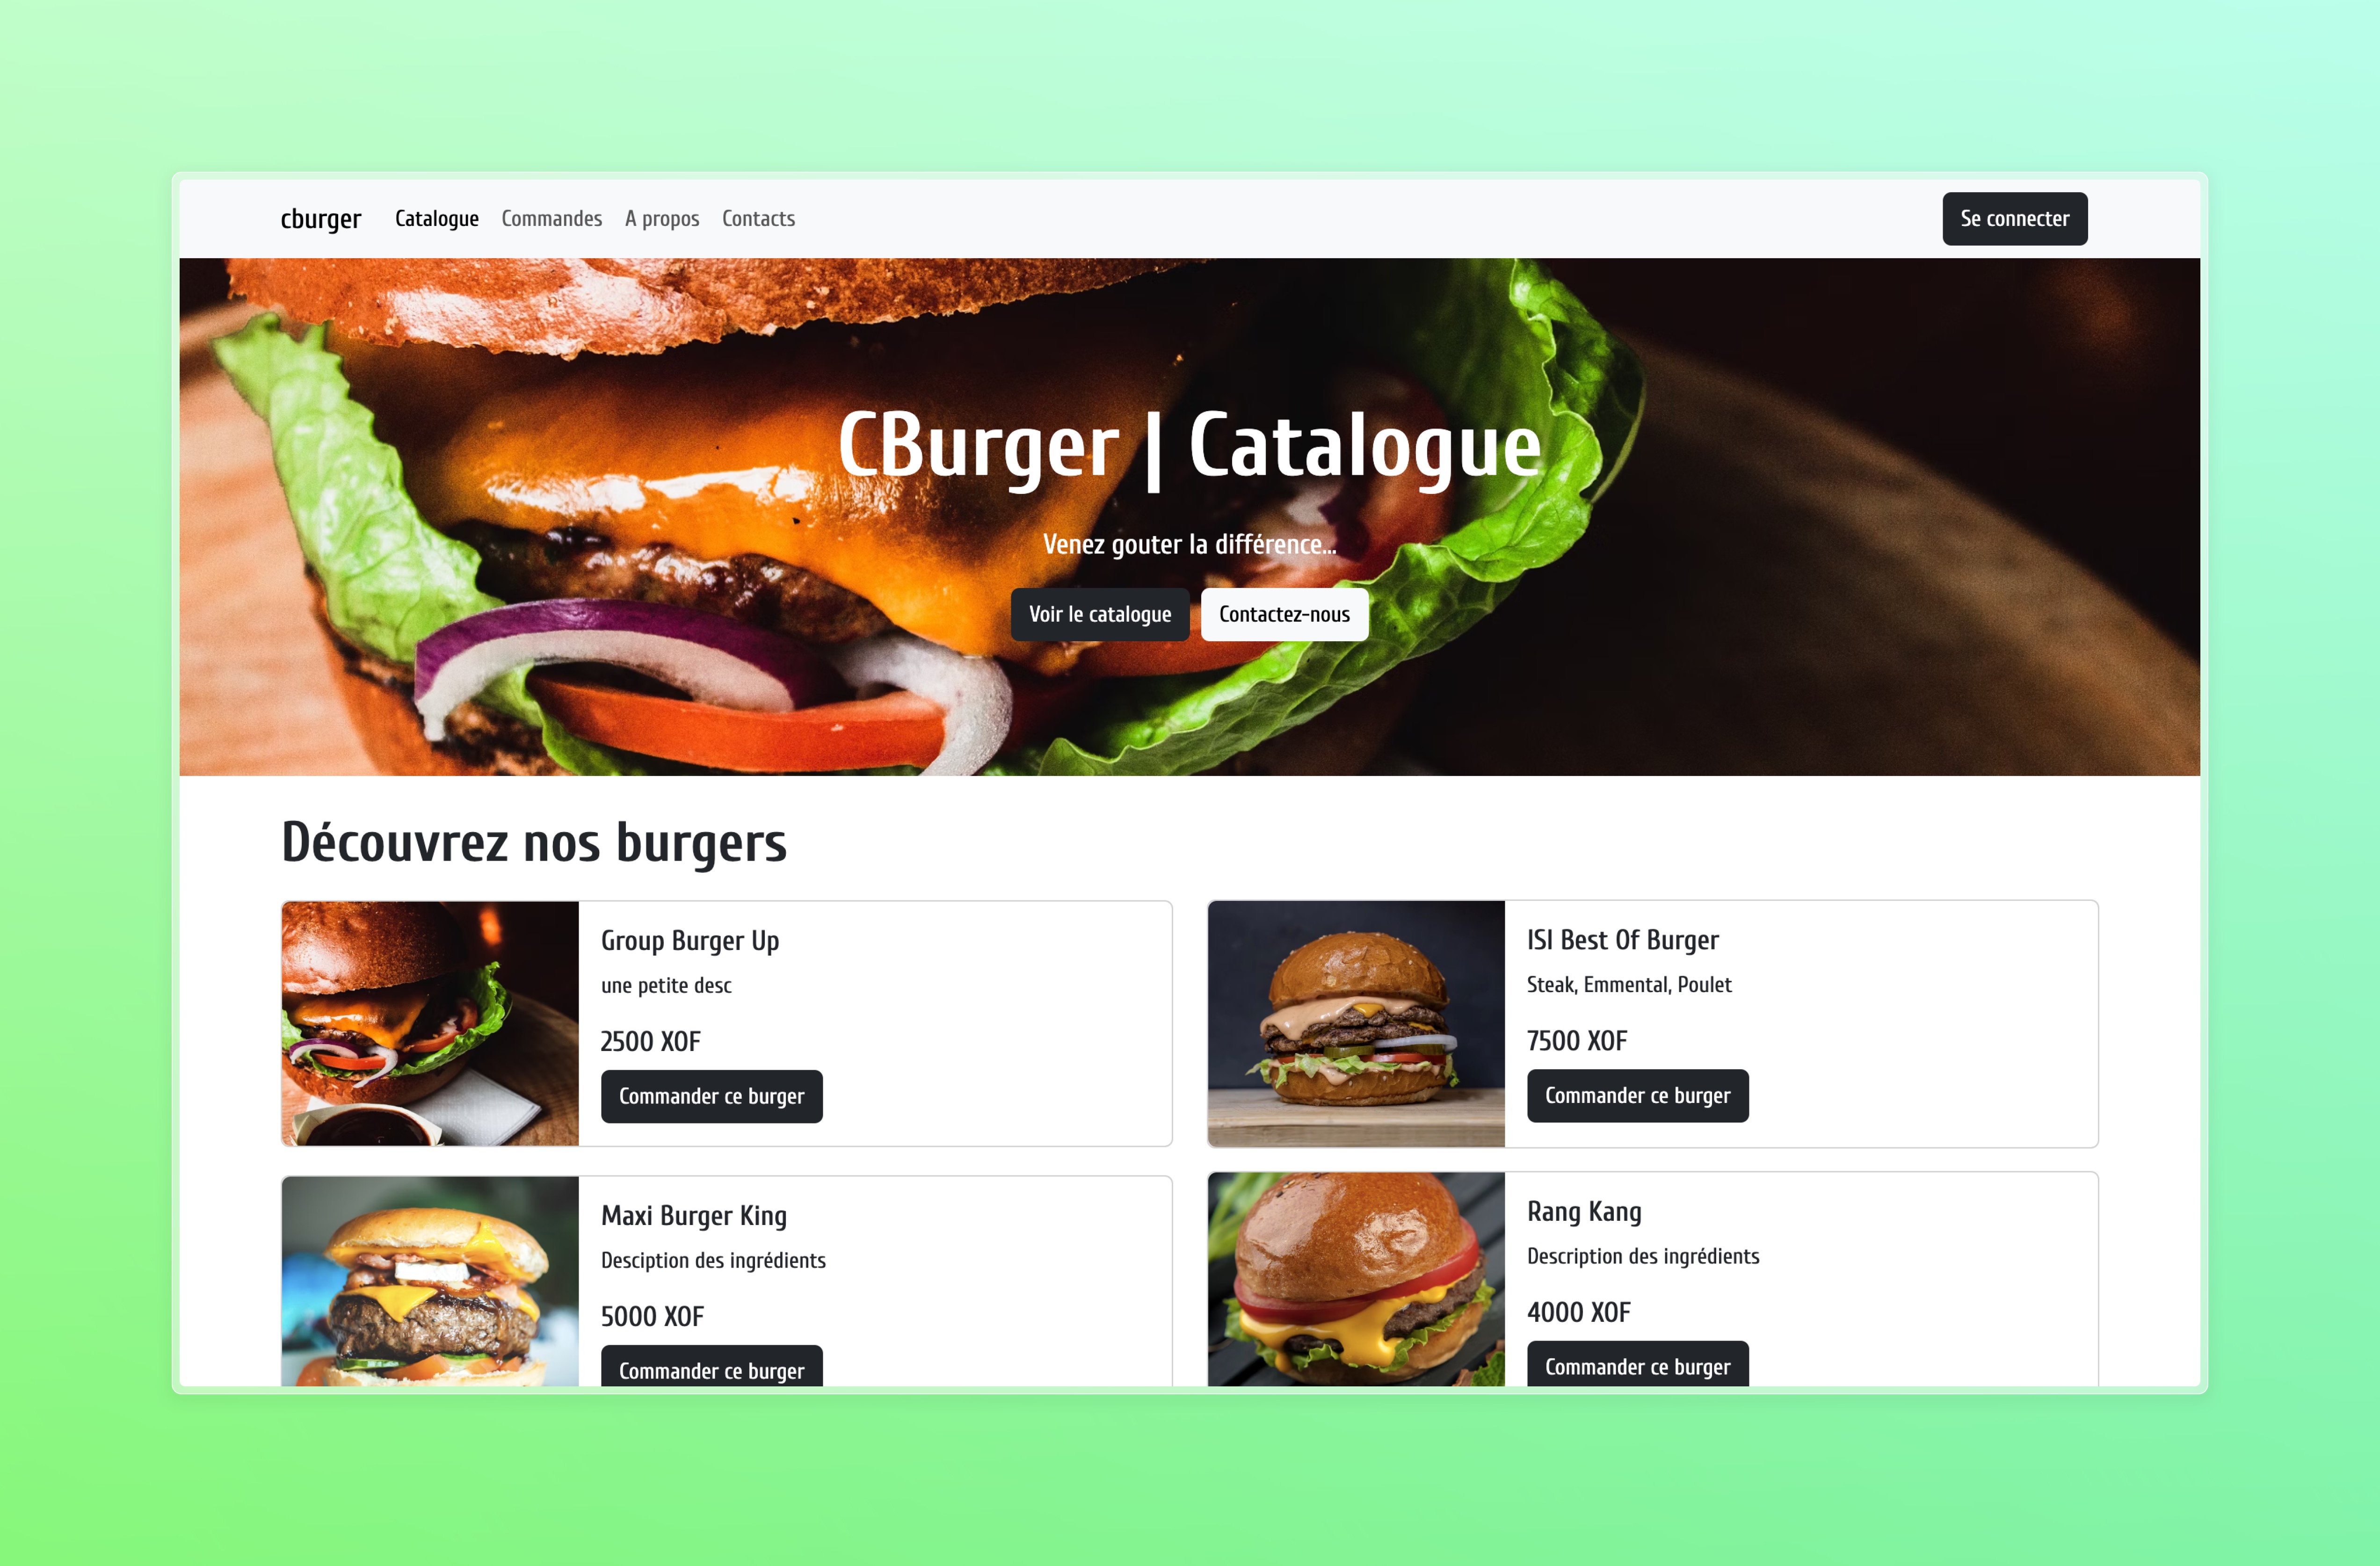 cburger Catalogue Commandes A propos Contacts Se connecter
CBurger | Catalogue
Venez gouter la différence...
Voir le catalogue Contactez-nous
Découvrez nos burgers
Group Burger Up
une petite desc
2500 XOF
Commander ce burger
ISI Best Of Burger
Steak, Emmental, Poulet
7500 XOF
Commander ce burger
Maxi Burger King
Desciption des ingrédients
5000 XOF
Commander ce burger
Rang Kang
Description des ingrédients
4000 XOF
Commander ce burger